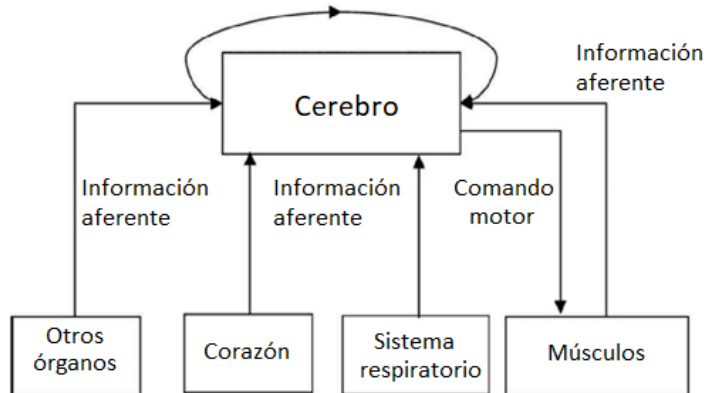 Información
aferente
Cerebro
Información
aferente
Información
aferente
Comando
motor
Otros
órganos
Corazón
Sistema
respiratorio
Músculos